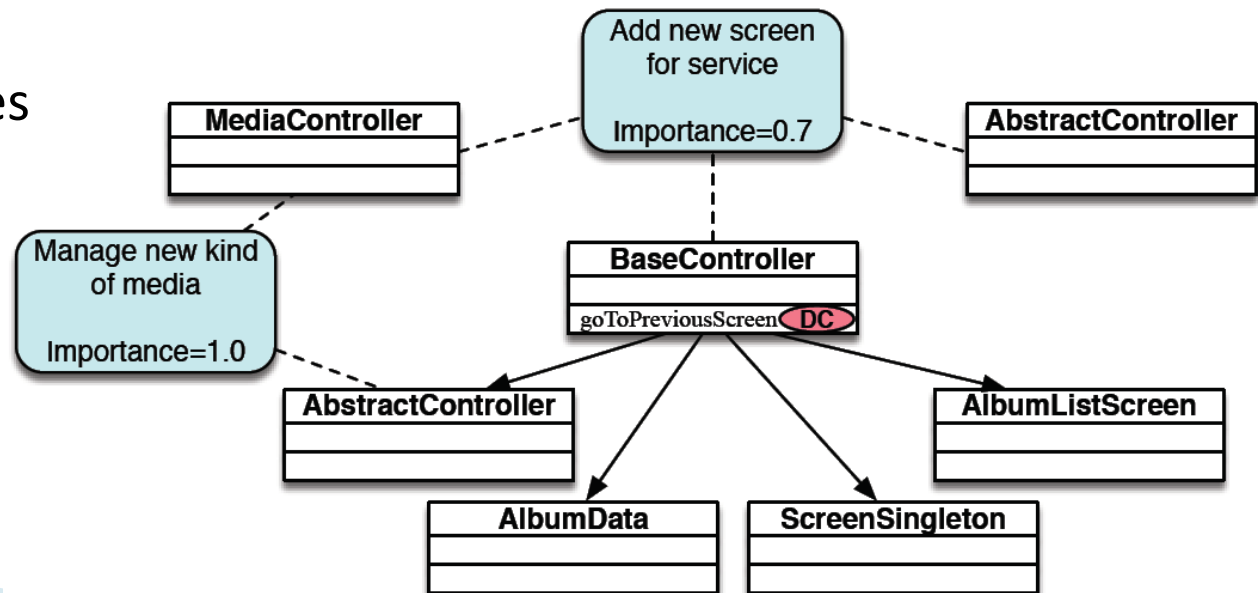 Add new screen
for service
Importance=0.7
es
MediaController
AbstractController
Manage new kind
of media
Importance=1.0
BaseController
goToPreviousScreen DC
AbstractController
AlbumListScreen
AlbumData
ScreenSingleton